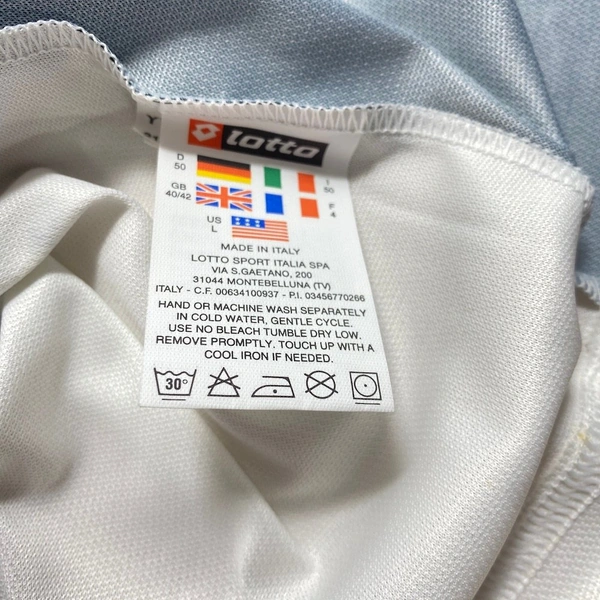 lotto
D
50
I
50
GB
40/42
F
4
US
L
MADE IN ITALY
LOTTO SPORT ITALIA SPA
VIA S.GAETANO, 200
31044 MONTEBELLUNA (TV)
ITALY - C.F. 00634100937 - P.I. 03456770266
HAND OR MACHINE WASH SEPARATELY
IN COLD WATER, GENTLE CYCLE.
USE NO BLEACH TUMBLE DRY LOW.
REMOVE PROMPTLY. TOUCH UP WITH A
COOL IRON IF NEEDED.
30°